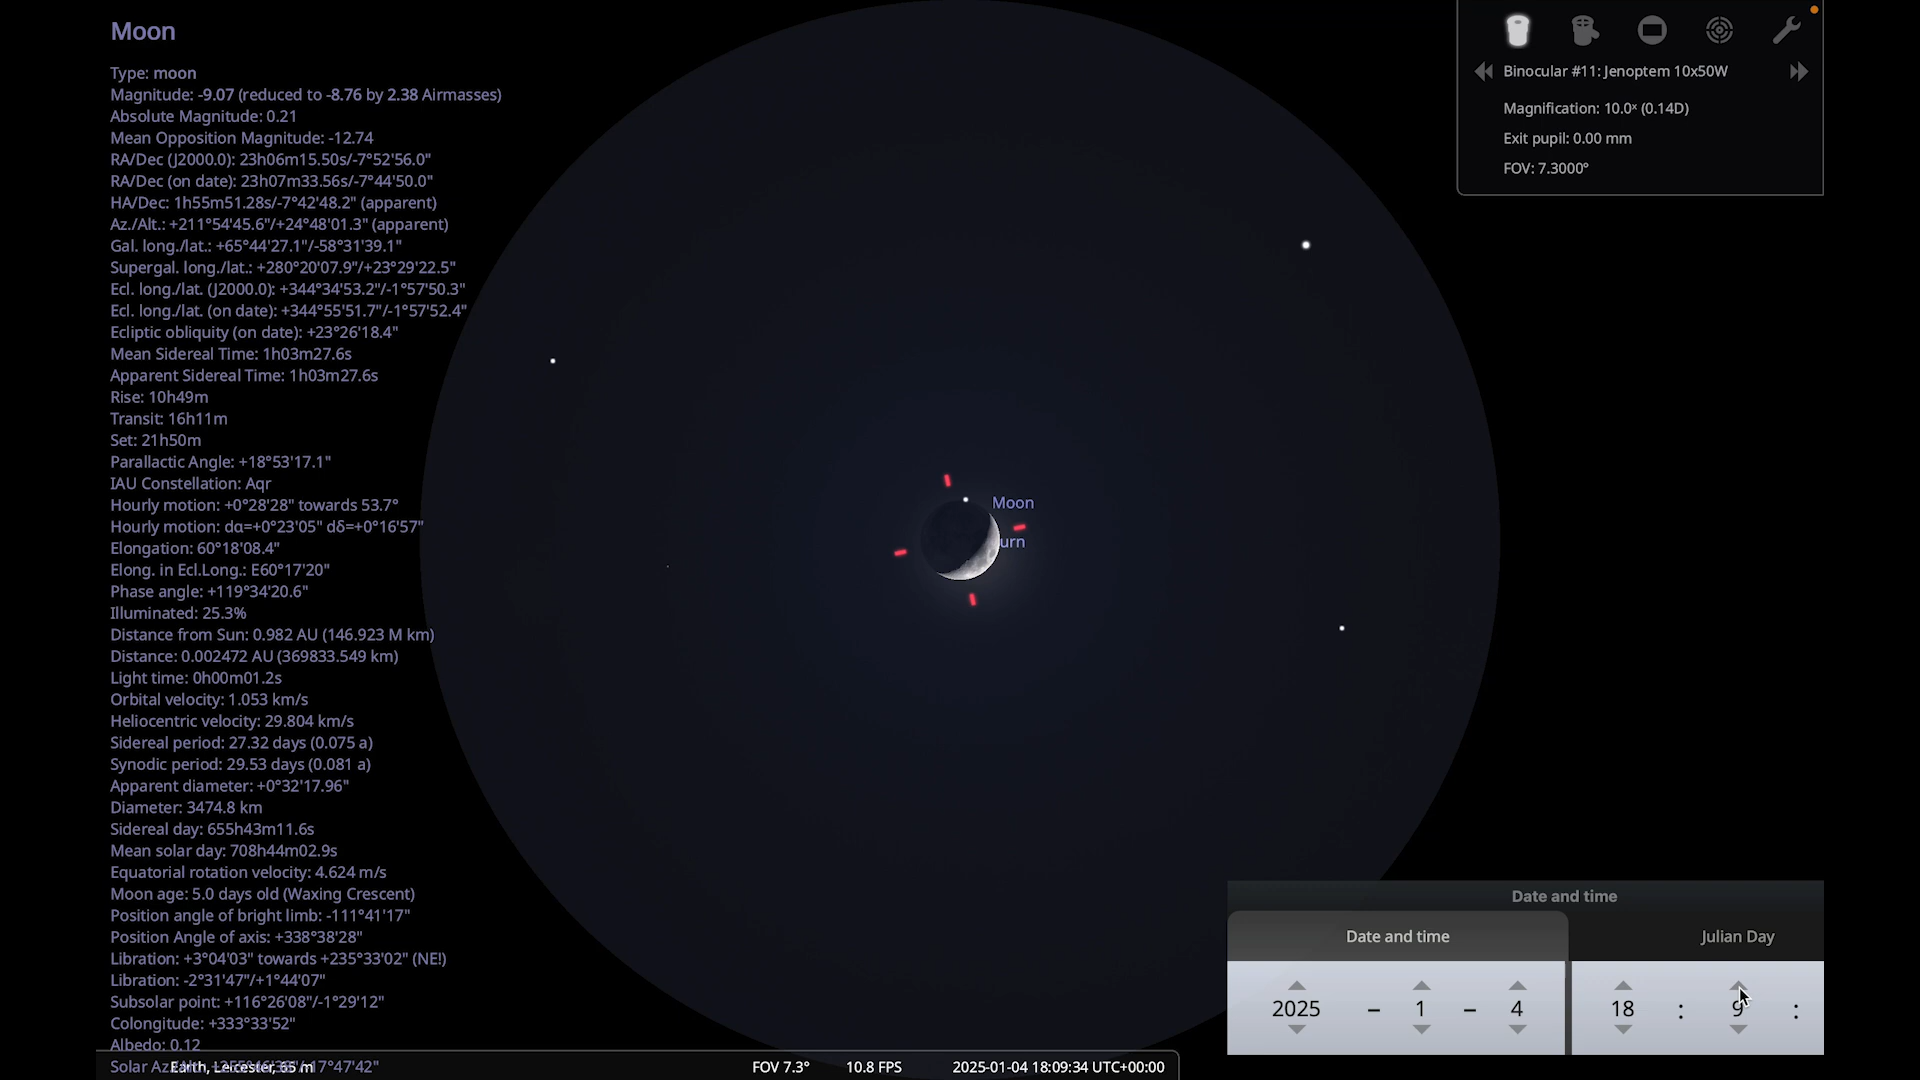 Moon
Type: moon
Magnitude: -9.07 (reduced to -8.76 by 2.38 Airmasses)
Absolute Magnitude: 0.21
Mean Opposition Magnitude: -12.74
RA/Dec (J2000.0): 23h06m15.50s/-7°52'56.0"
RA/Dec (on date): 23h07m33.56s/-7°44'50.0"
HA/Dec: 1h55m51.28s/-7°42'48.2" (apparent)
Az./Alt.: +211°54'45.6"/+24°48'01.3" (apparent)
Gal. long./lat.: +65°44'27.1"/-58°31'39.1"
Supergal. long./lat.: +280°20'07.9"/+23°29'22.5"
Ecl. long./lat. (J2000.0): +344°34'53.2"/-1°57'50.3"
Ecl. long./lat. (on date): +344°55'51.7"/-1°57'52.4"
Ecliptic obliquity (on date): +23°26'18.4"
Mean Sidereal Time: 1h03m27.6s
Apparent Sidereal Time: 1h03m27.6s
Rise: 10h49m
Transit: 16h11m
Set: 21h50m
Parallactic Angle: +18°53'17.1"
IAU Constellation: Aqr
Hourly motion: +0°28'28" towards 53.7°
Hourly motion: dα=+0°23'05" dδ=+0°16'57"
Elongation: 60°18'08.4"
Elong. in Ecl.Long.: E60°17'20"
Phase angle: +119°34'20.6"
Illuminated: 25.3%
Distance from Sun: 0.982 AU (146.923 M km)
Distance: 0.002472 AU (369833.549 km)
Light time: 0h00m01.2s
Orbital velocity: 1.053 km/s
Heliocentric velocity: 29.804 km/s
Sidereal period: 27.32 days (0.075 a)
Synodic period: 29.53 days (0.081 a)
Apparent diameter: +0°32'17.96"
Diameter: 3474.8 km
Sidereal day: 655h43m11.6s
Mean solar day: 708h44m02.9s
Equatorial rotation velocity: 4.624 m/s
Moon age: 5.0 days old (Waxing Crescent)
Position angle of bright limb: -111°41'17"
Position Angle of axis: +338°38'28"
Libration: +3°04'03" towards +235°33'02" (NE!)
Libration: -2°31'47"/+1°44'07"
Subsolar point: +116°26'08"/-1°29'12"
Colongitude: +333°33'52"
Albedo: 0.12
Solar Az 17°47'42"
Earth, Leicester, 65 m
FOV 7.3° 10.8 FPS 2025-01-04 18:09:34 UTC+00:00
Moon
urn
Binocular #11: Jenoptem 10x50W
Magnification: 10.0ˣ (0.14D)
Exit pupil: 0.00 mm
FOV: 7.3000°
Date and time
Date and time Julian Day
2025 – 1 – 4 18 : 9 :